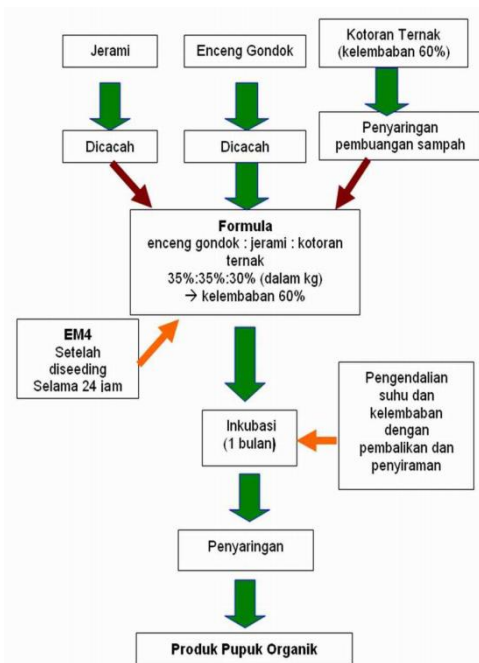 Jerami
Enceng Gondok
Kotoran Ternak
(kelembaban 60%)
Dicacah
Dicacah
Penyaringan
pembuangan sampah
Formula
enceng gondok : jerami : kotoran
ternak
35%:35%:30% (dalam kg)
→ kelembaban 60%
EM4
Setelah
diseeding
Selama 24 jam
Inkubasi
(1 bulan)
Pengendalian
suhu dan
kelembaban
dengan
pembalikan dan
penyiraman
Penyaringan
Produk Pupuk Organik